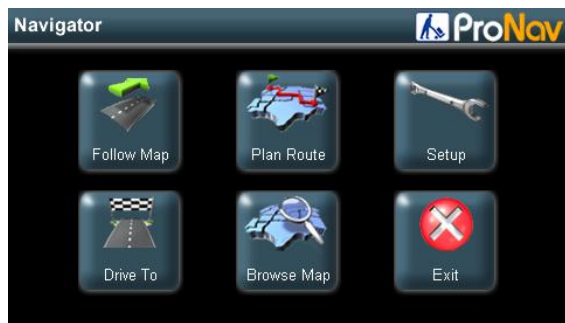 Navigator
ProNav
Follow Map
Plan Route
Setup
Drive To
Browse Map
Exit